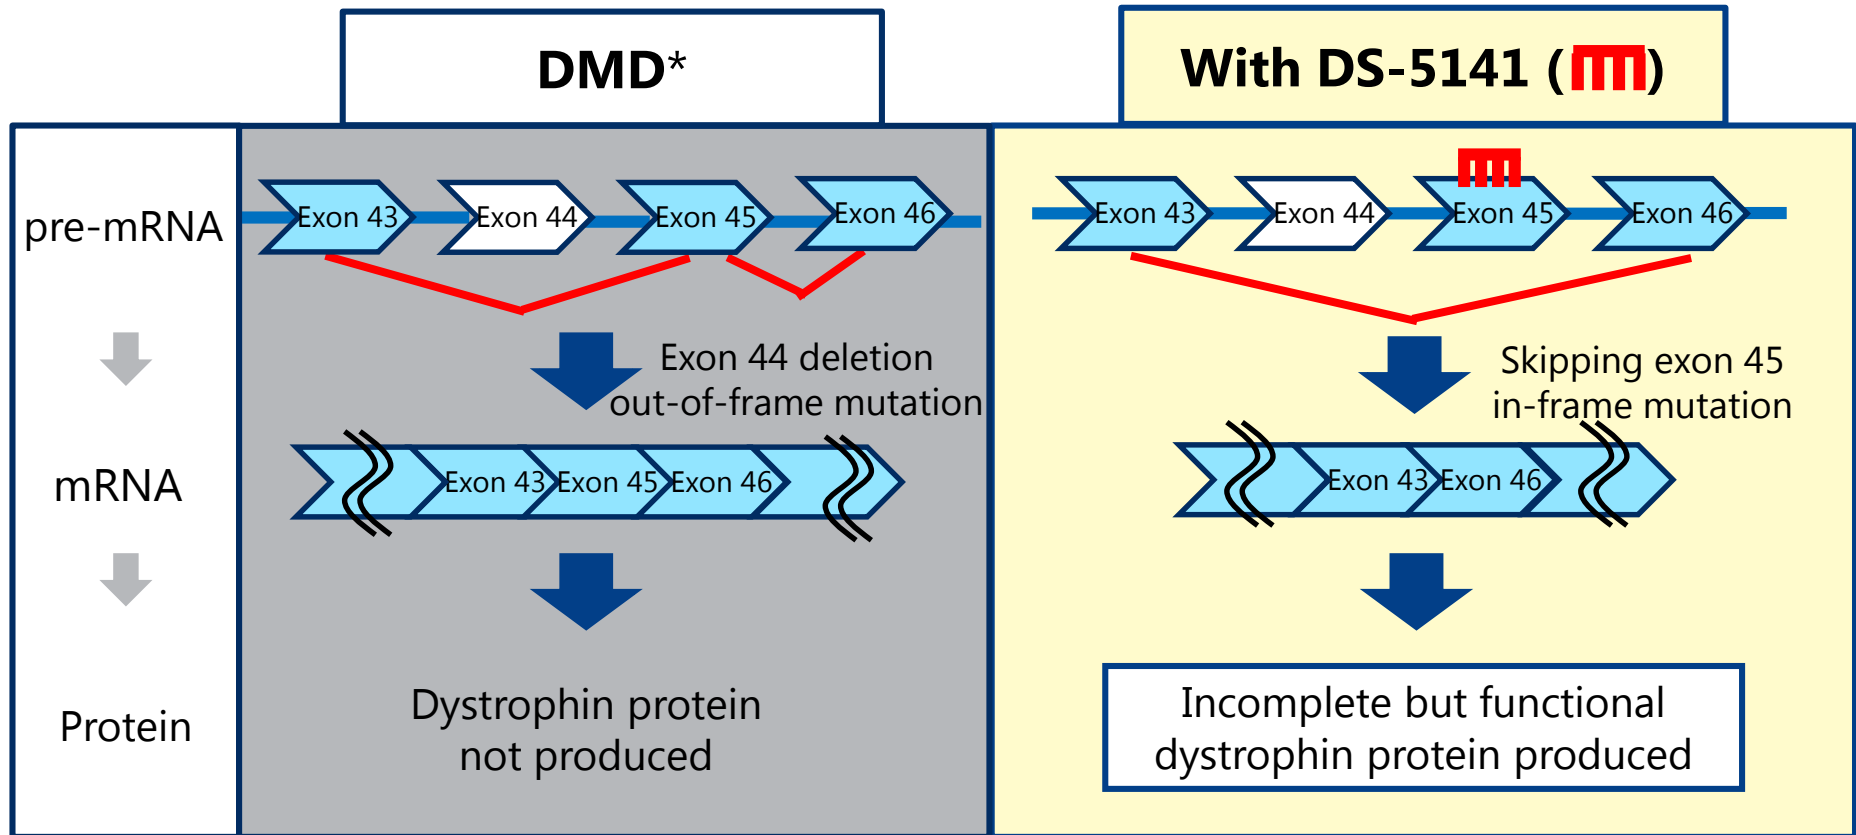 DMD*
With DS-5141 ( )
pre-mRNA
Exon 43
Exon 44
Exon 45
Exon 46
Exon 43
Exon 44
Exon 45
Exon 46
Exon 44 deletion
out-of-frame mutation
Skipping exon 45
in-frame mutation
mRNA
Exon 43
Exon 45
Exon 46
Exon 43
Exon 46
Protein
Dystrophin protein
not produced
Incomplete but functional
dystrophin protein produced